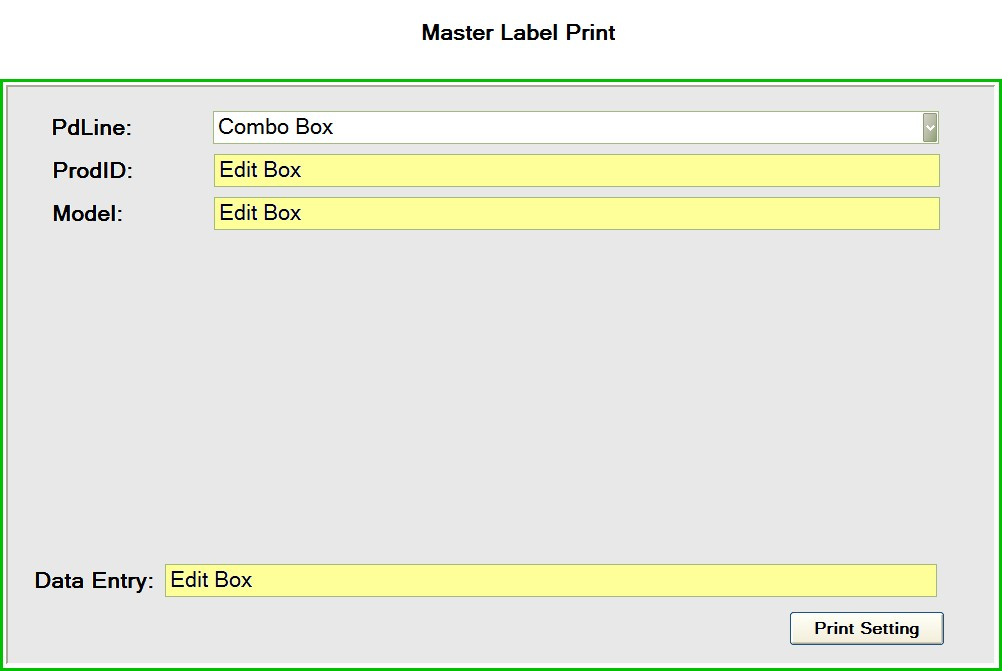 Master Label Print
PdLine: Combo Box
ProdID: Edit Box
Model: Edit Box
Data Entry: Edit Box
Print Setting